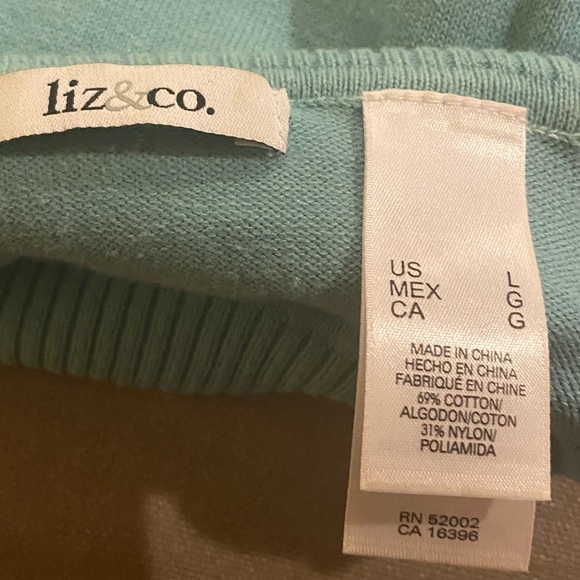 liz&co.
US L
MEX G
CA G
MADE IN CHINA
HECHO EN CHINA
FABRIQUÉ EN CHINE
69% COTTON/
ALGODON/COTON
31% NYLON/
POLIAMIDA
RN 52002
CA 16396